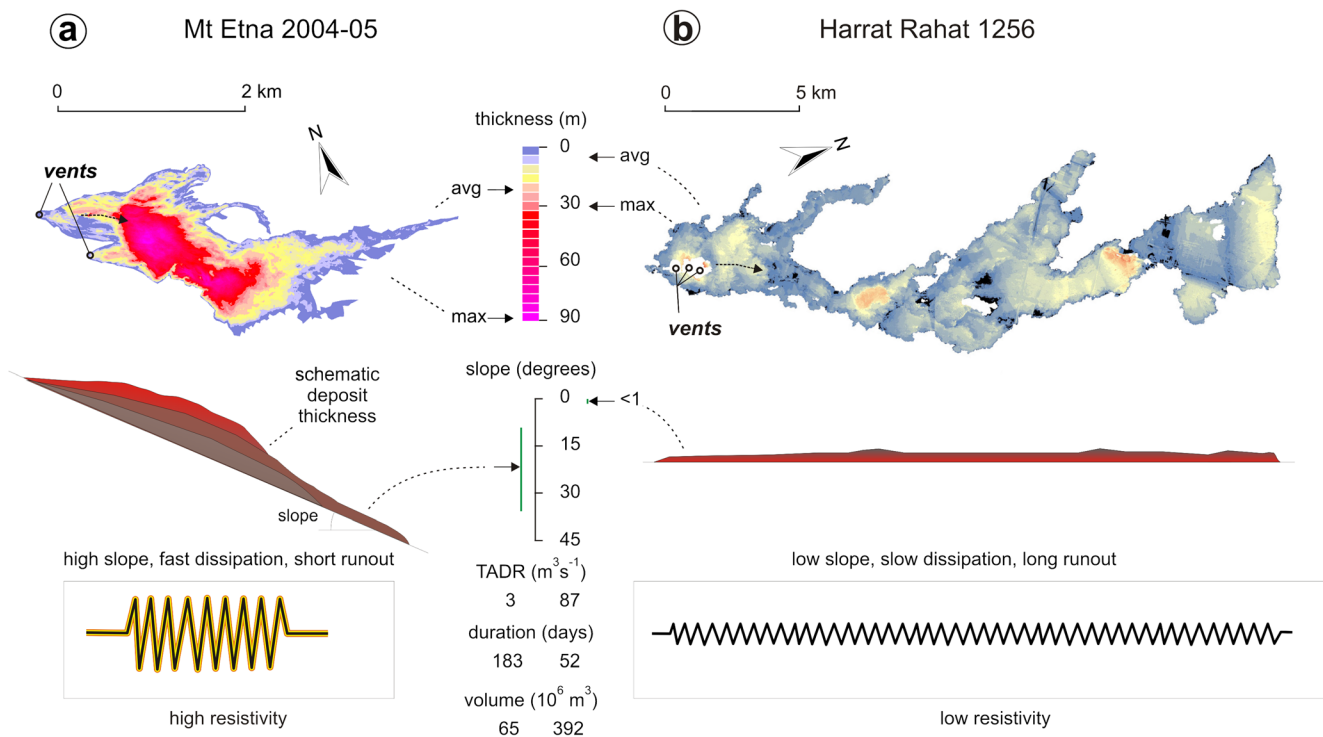 a Mt Etna 2004-05
b Harrat Rahat 1256
0 2 km
0 5 km
thickness (m)
N
N
0
avg
vents
avg
30
max
60
max
90
vents
slope (degrees)
schematic
deposit
thickness
0
<1
15
30
slope
45
high slope, fast dissipation, short runout
low slope, slow dissipation, long runout
TADR (m³s⁻¹)
3 87
duration (days)
183 52
volume (10⁶ m³)
65 392
high resistivity
low resistivity